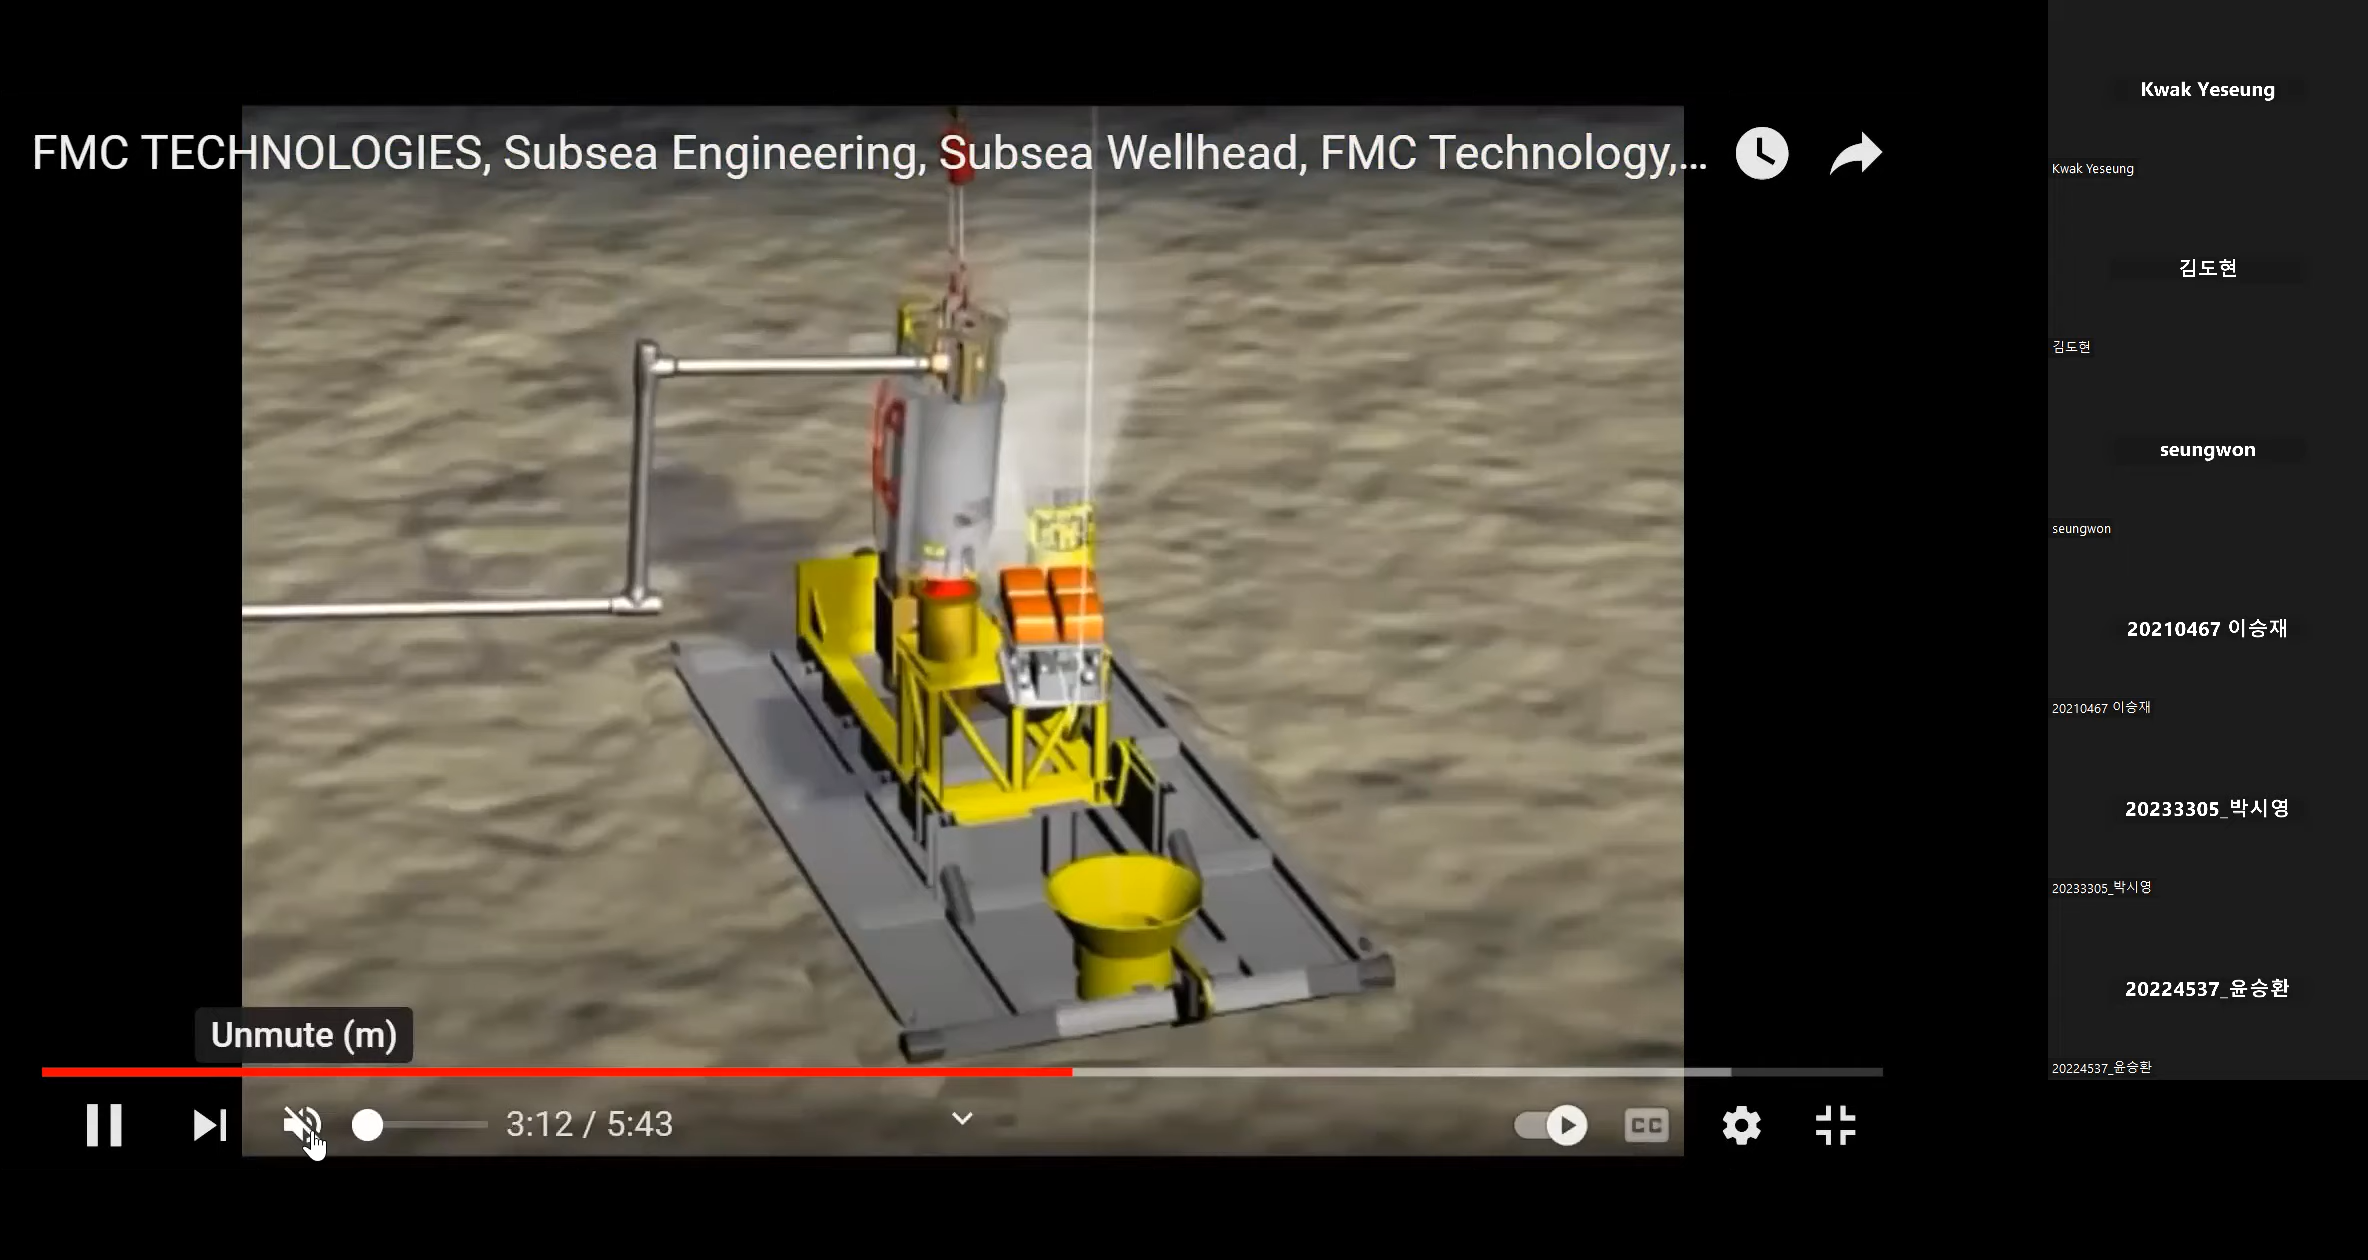 FMC TECHNOLOGIES, Subsea Engineering, Subsea Wellhead, FMC Technology,...
Unmute (m)
3:12 / 5:43
CC
Kwak Yeseung
Kwak Yeseung
김도현
김도현
seungwon
seungwon
20210467 이승재
20210467 이승재
20233305_박시영
20233305_박시영
20224537_윤승환
20224537_윤승환